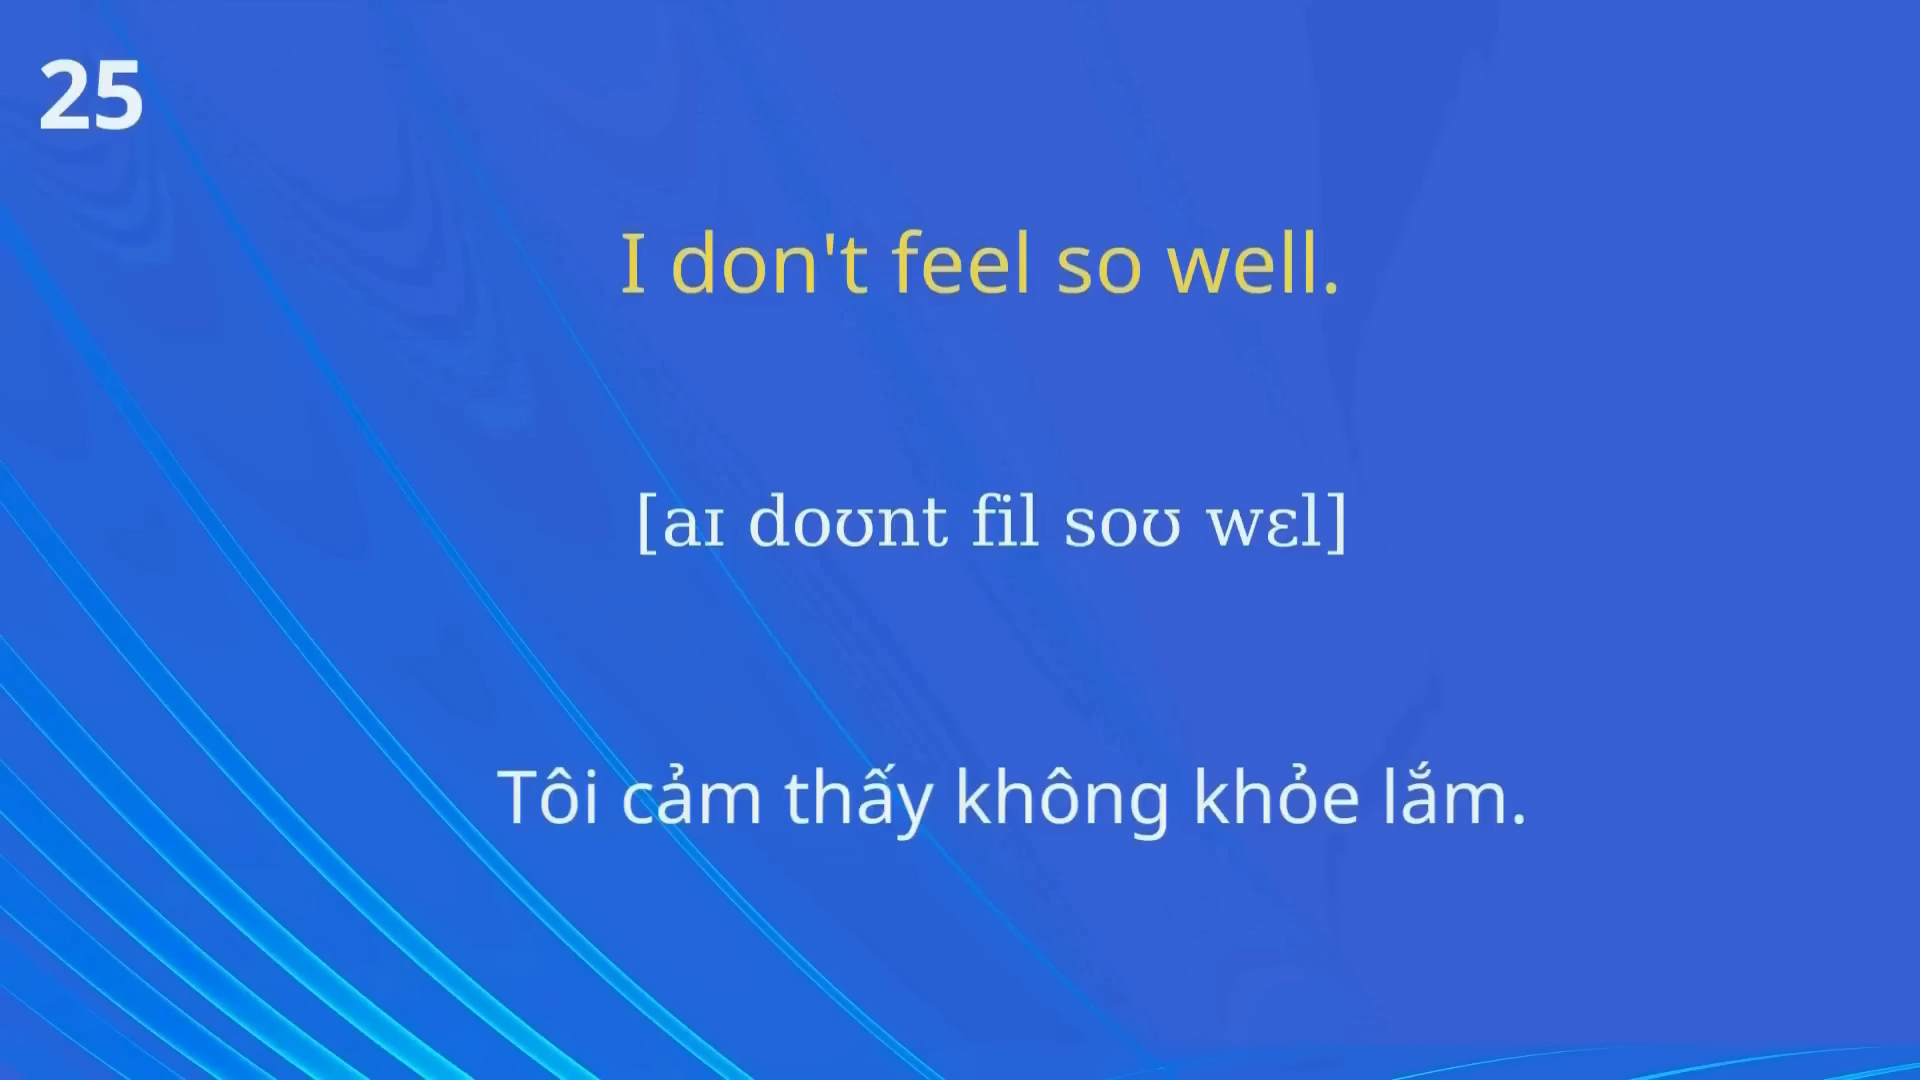 25
I don't feel so well.
[aɪ doʊnt fil soʊ wɛl]
Tôi cảm thấy không khỏe lắm.